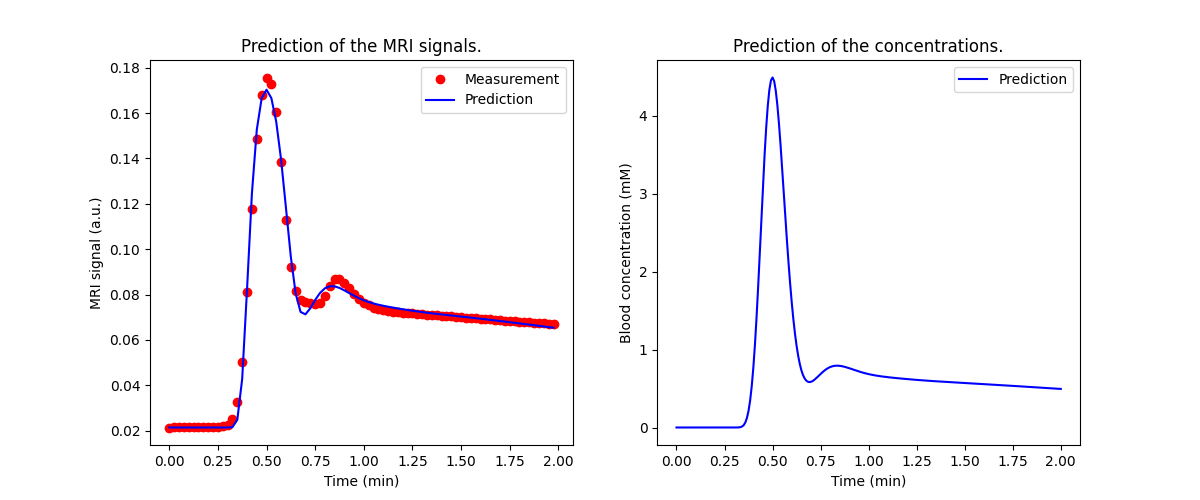 Prediction of the MRI signals.
MRI signal (a.u.)
0.18
0.16
0.14
0.12
0.10
0.08
0.06
0.04
0.02
Measurement
Prediction
0.00 0.25 0.50 0.75 1.00 1.25 1.50 1.75 2.00
Time (min)
Prediction of the concentrations.
Blood concentration (mM)
4
3
2
1
0
Prediction
0.00 0.25 0.50 0.75 1.00 1.25 1.50 1.75 2.00
Time (min)